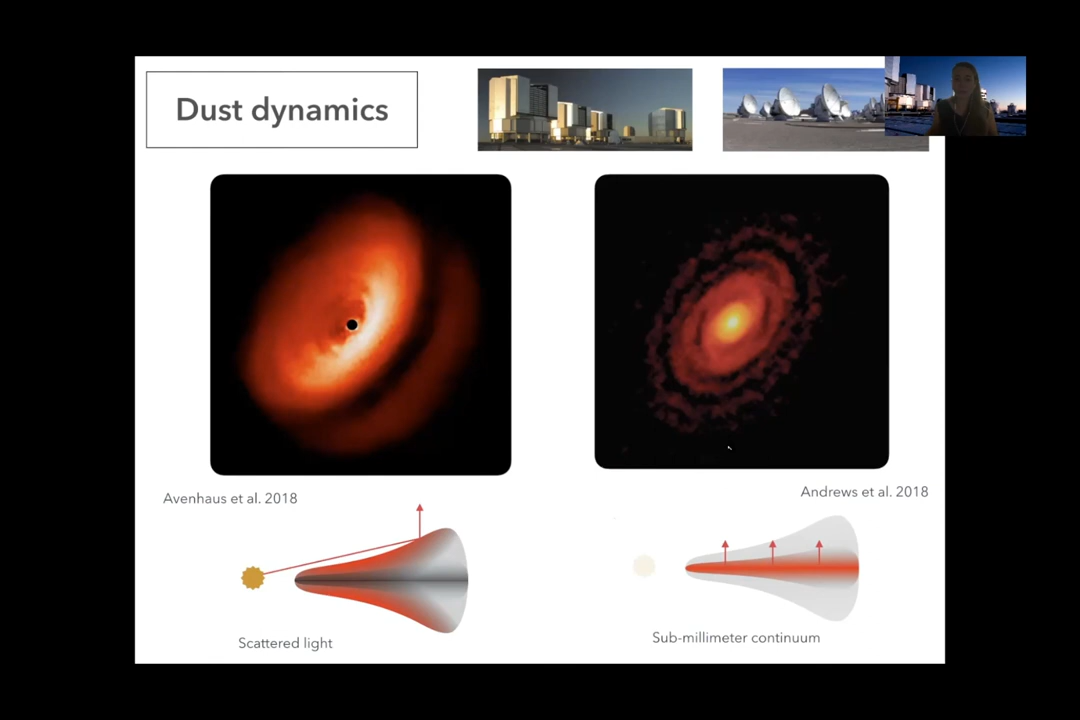 Dust dynamics
Avenhaus et al. 2018
Andrews et al. 2018
Scattered light
Sub-millimeter continuum